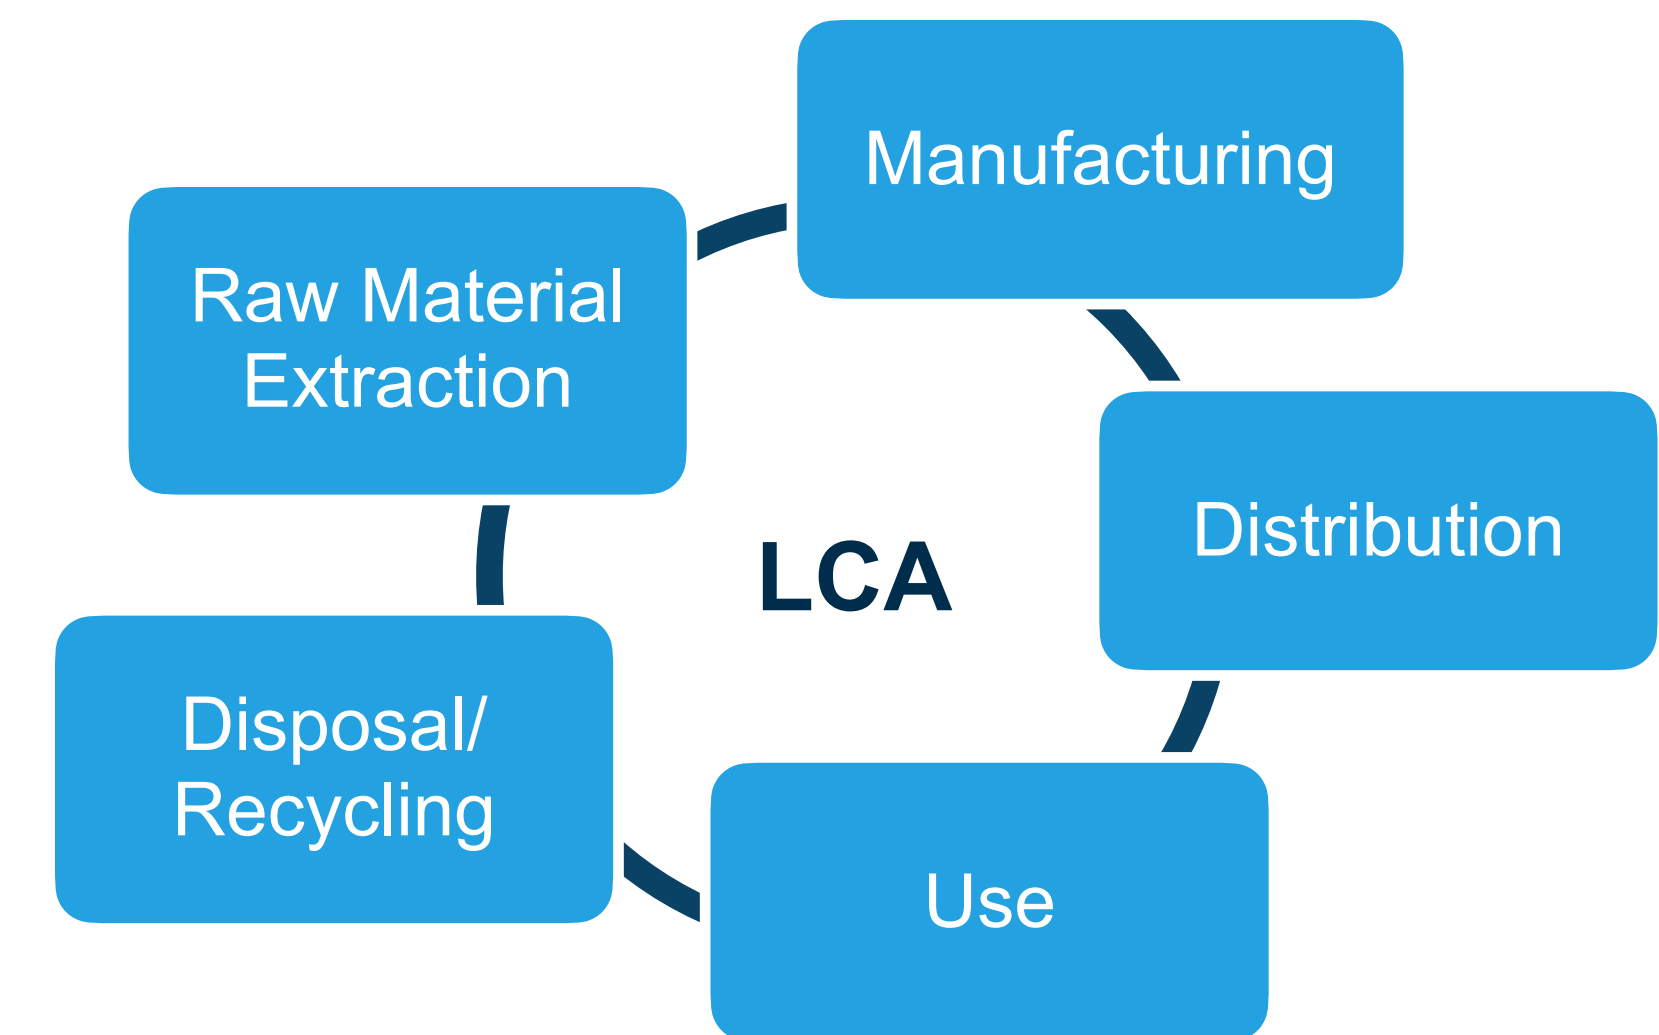 Manufacturing
Raw Material
Extraction
Distribution
LCA
Disposal/
Recycling
Use